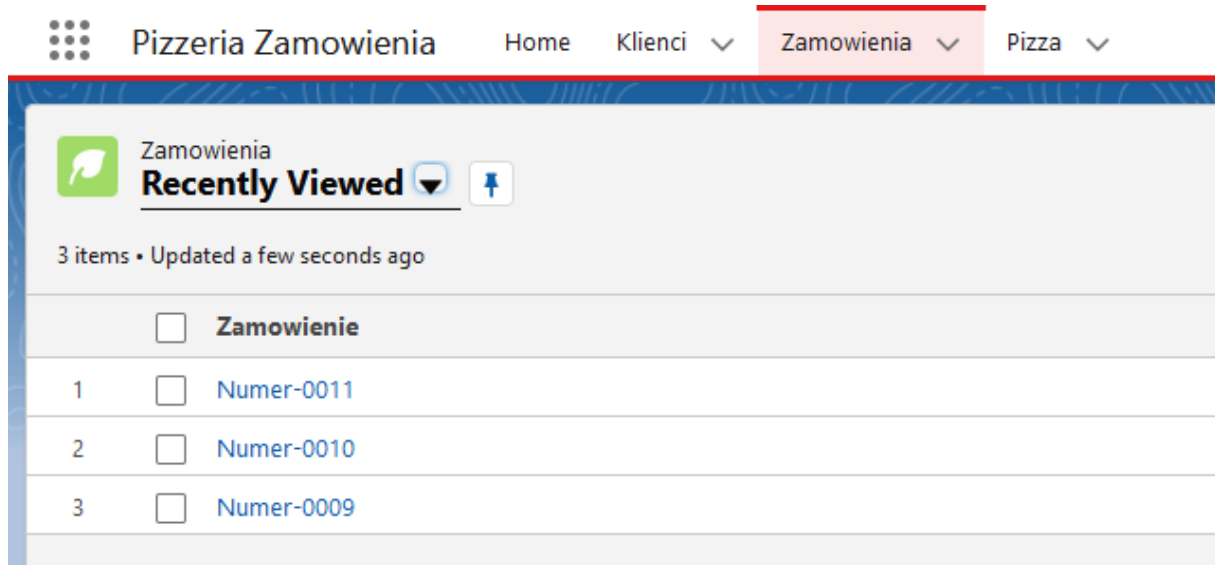 Pizzeria Zamowienia Home Klienci Zamowienia Pizza
Zamowienia
Recently Viewed
3 items • Updated a few seconds ago
Zamowienie
1 Numer-0011
2 Numer-0010
3 Numer-0009